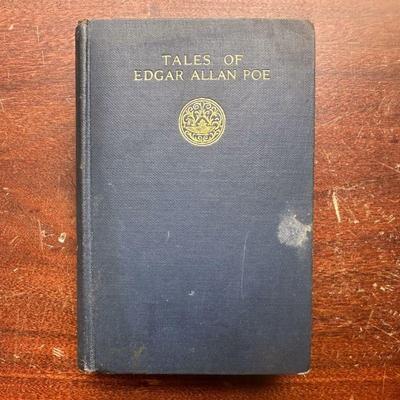 TALES OF
EDGAR ALLAN POE